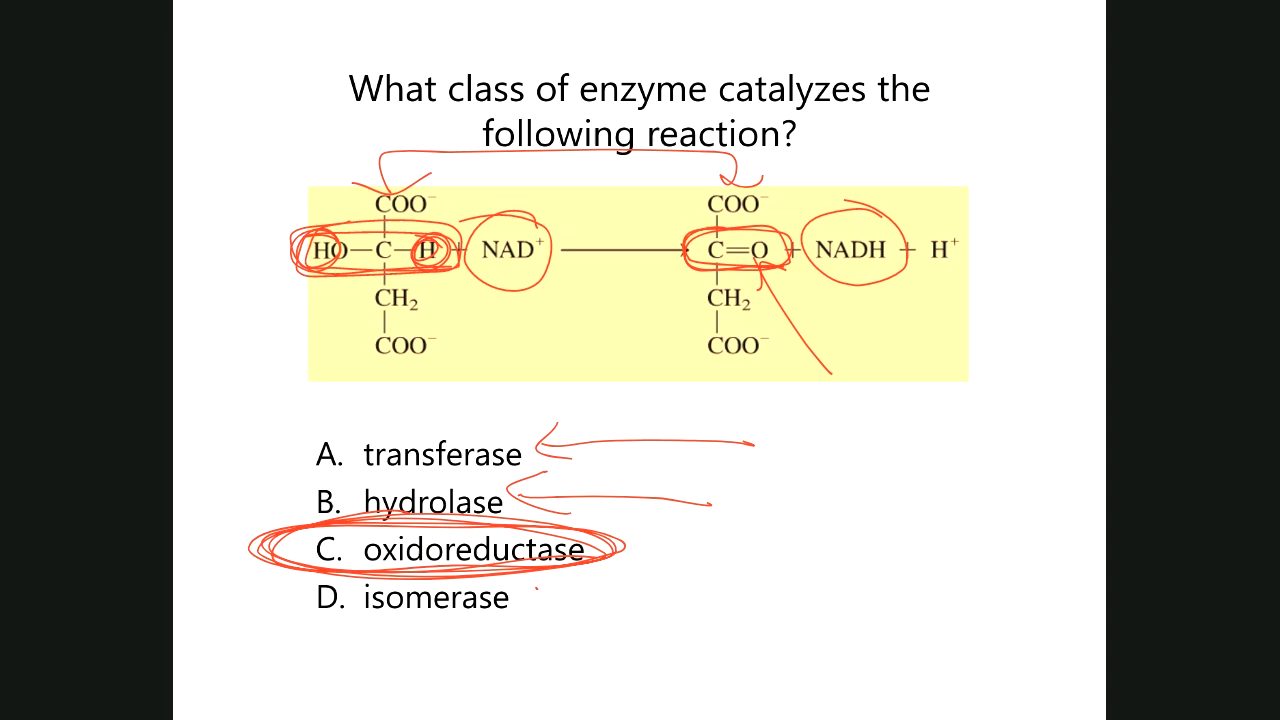 What class of enzyme catalyzes the
following reaction?
COO⁻ COO⁻
HO—C—H + NAD⁺ ⟶ C=O + NADH + H⁺
CH₂ CH₂
COO⁻ COO⁻
A. transferase
B. hydrolase
C. oxidoreductase
D. isomerase